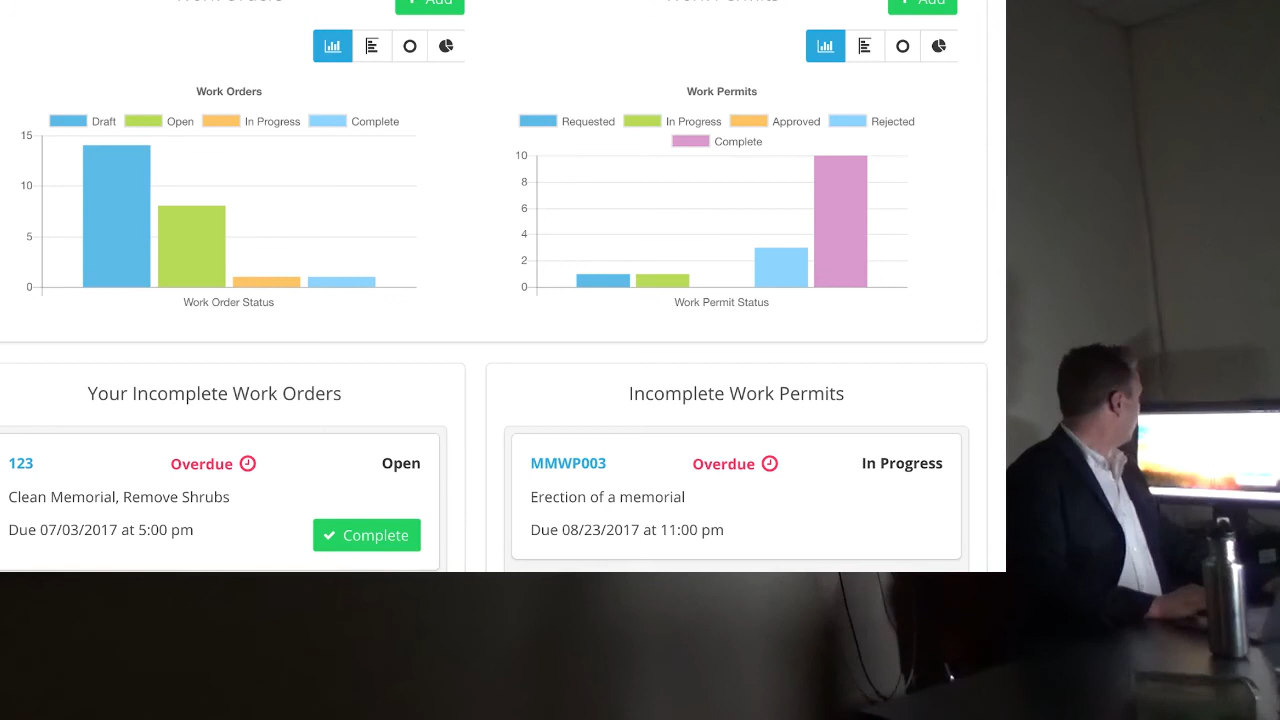 Work Orders
Add
Work Permits
Add
Work Orders
Draft Open In Progress Complete
15
10
5
0
Work Order Status
Work Permits
Requested In Progress Approved Rejected
Complete
10
8
6
4
2
0
Work Permit Status
Your Incomplete Work Orders
123 Overdue Open
Clean Memorial, Remove Shrubs
Due 07/03/2017 at 5:00 pm
Complete
Incomplete Work Permits
MMWP003 Overdue In Progress
Erection of a memorial
Due 08/23/2017 at 11:00 pm